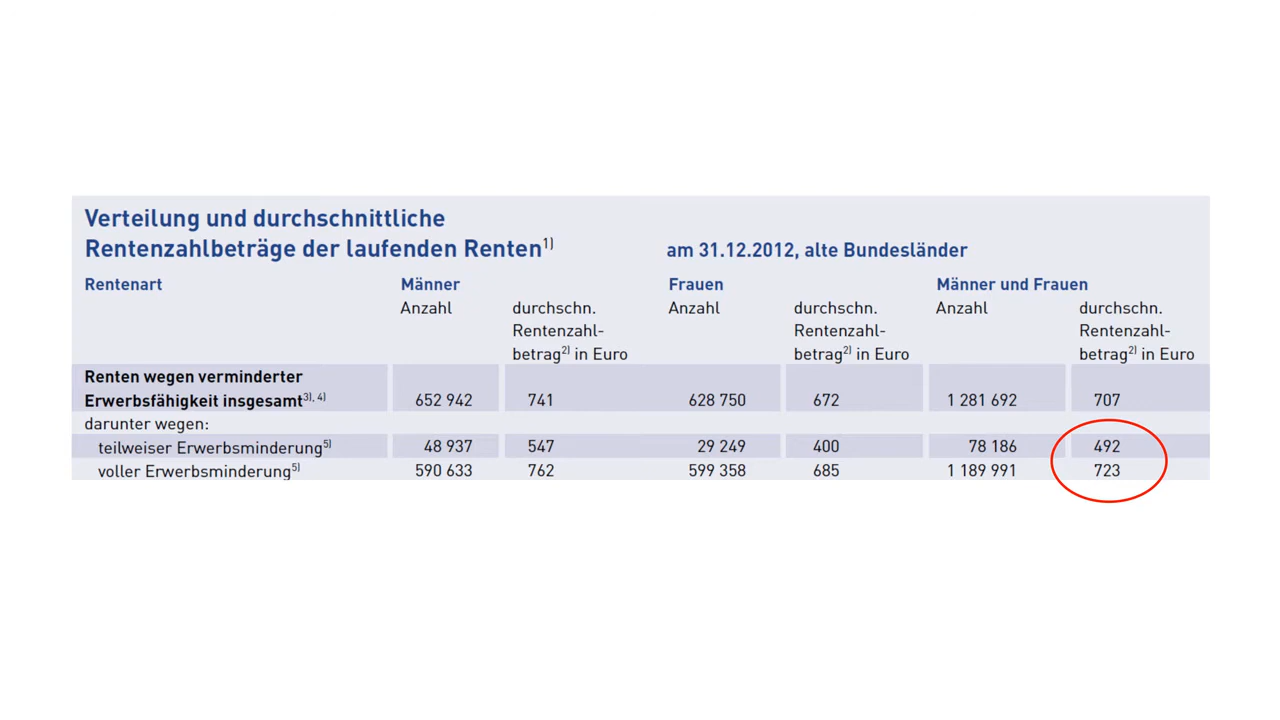 Verteilung und durchschnittliche
Rentenzahlbeträge der laufenden Renten1) am 31.12.2012, alte Bundesländer
Rentenart Männer Frauen Männer und Frauen
Anzahl durchschn. Anzahl durchschn. Anzahl durchschn.
Rentenzahl- Rentenzahl- Rentenzahl-
betrag2) in Euro betrag2) in Euro betrag2) in Euro
Renten wegen verminderter
Erwerbsfähigkeit insgesamt3), 4) 652 942 741 628 750 672 1 281 692 707
darunter wegen:
teilweiser Erwerbsminderung5) 48 937 547 29 249 400 78 186 492
voller Erwerbsminderung5) 590 633 762 599 358 685 1 189 991 723